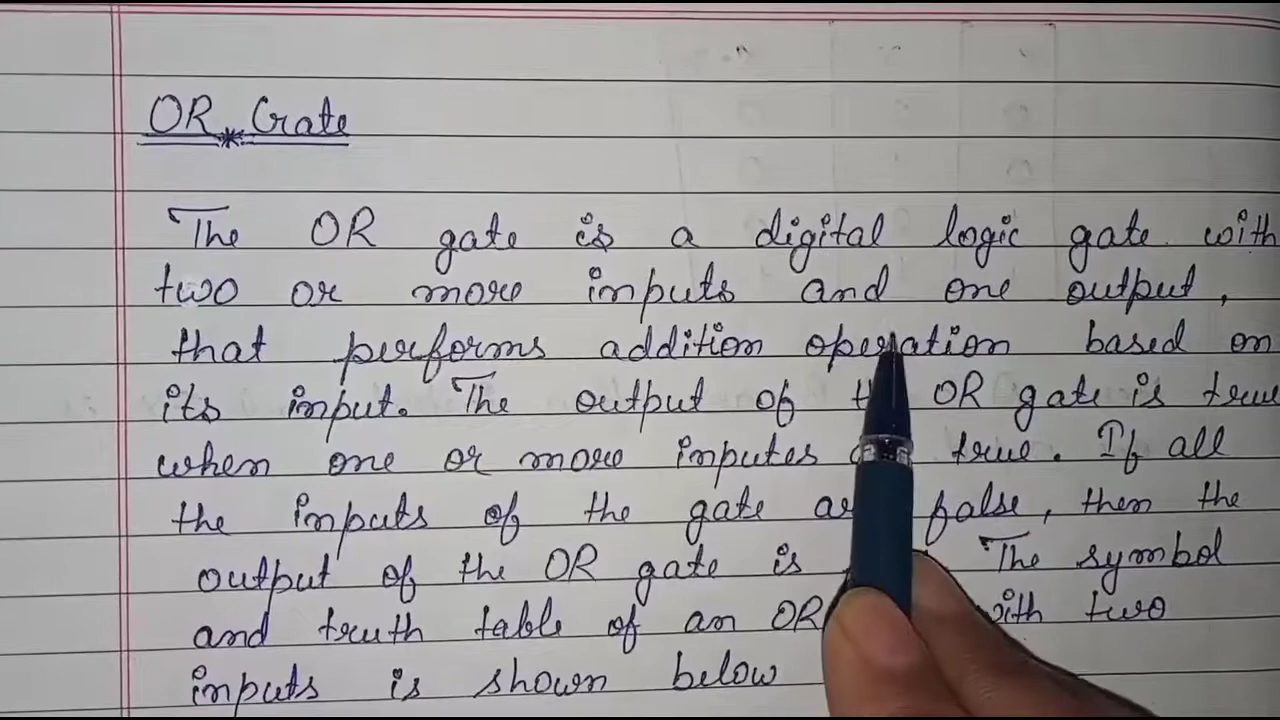 OR Gate
The OR gate is a digital logic gate with
two or more inputs and one output,
that performs addition operation based on
its input. The output of OR gate is true
when one or more inputes true. If all
the inputs of the gate false, then the
output of the OR gate is The symbol
and truth table of an OR with two
inputs is shown below